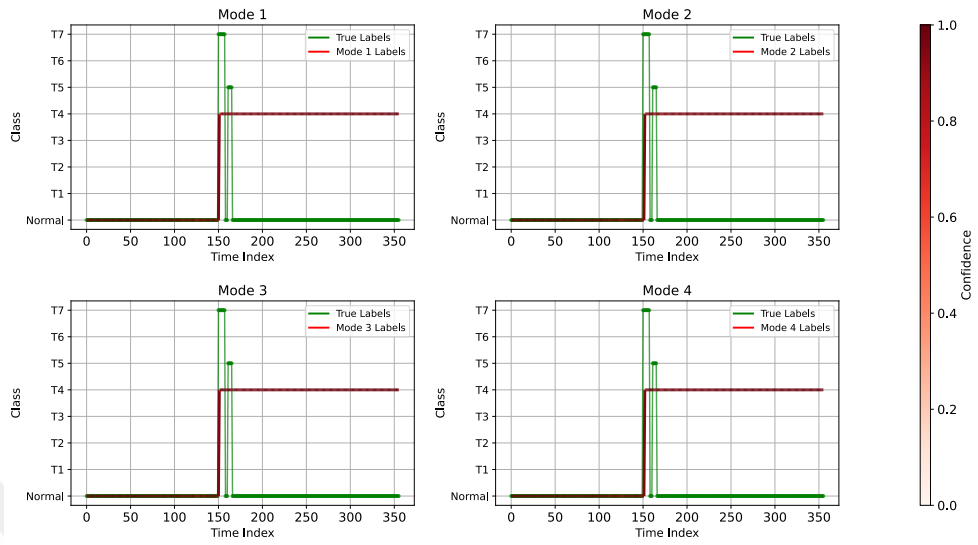 Mode 1
T7
T6
T5
T4
T3
T2
T1
Normal
Class
True Labels
Mode 1 Labels
0 50 100 150 200 250 300 350
Time Index
Mode 2
T7
T6
T5
T4
T3
T2
T1
Normal
Class
True Labels
Mode 2 Labels
0 50 100 150 200 250 300 350
Time Index
Mode 3
T7
T6
T5
T4
T3
T2
T1
Normal
Class
True Labels
Mode 3 Labels
0 50 100 150 200 250 300 350
Time Index
Mode 4
T7
T6
T5
T4
T3
T2
T1
Normal
Class
True Labels
Mode 4 Labels
0 50 100 150 200 250 300 350
Time Index
1.0
0.8
0.6
0.4
0.2
0.0
Confidence